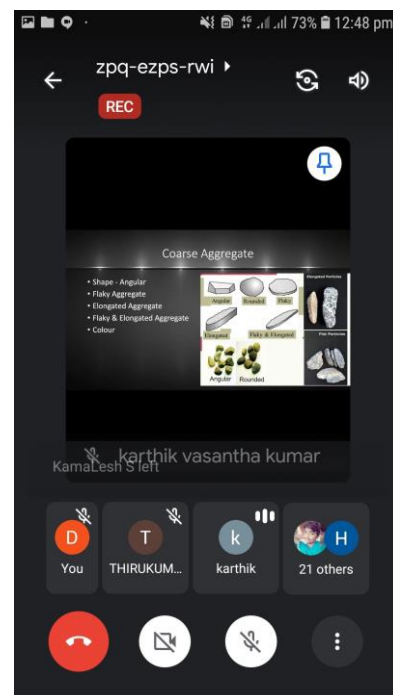 4G 73% 12:48 pm
zpq-ezps-rwi
REC
Coarse Aggregate
• Shape - Angular
• Flaky Aggregate
• Elongated Aggregate
• Flaky & Elongated Aggregate
• Colour
Angular Rounded Flaky
Elongated Flaky & Elongated
Angular Rounded
Elongated Particles
Flat Particles
karthik vasantha kumar
KamaLesh S left
D T k H
You THIRUKUM... karthik 21 others